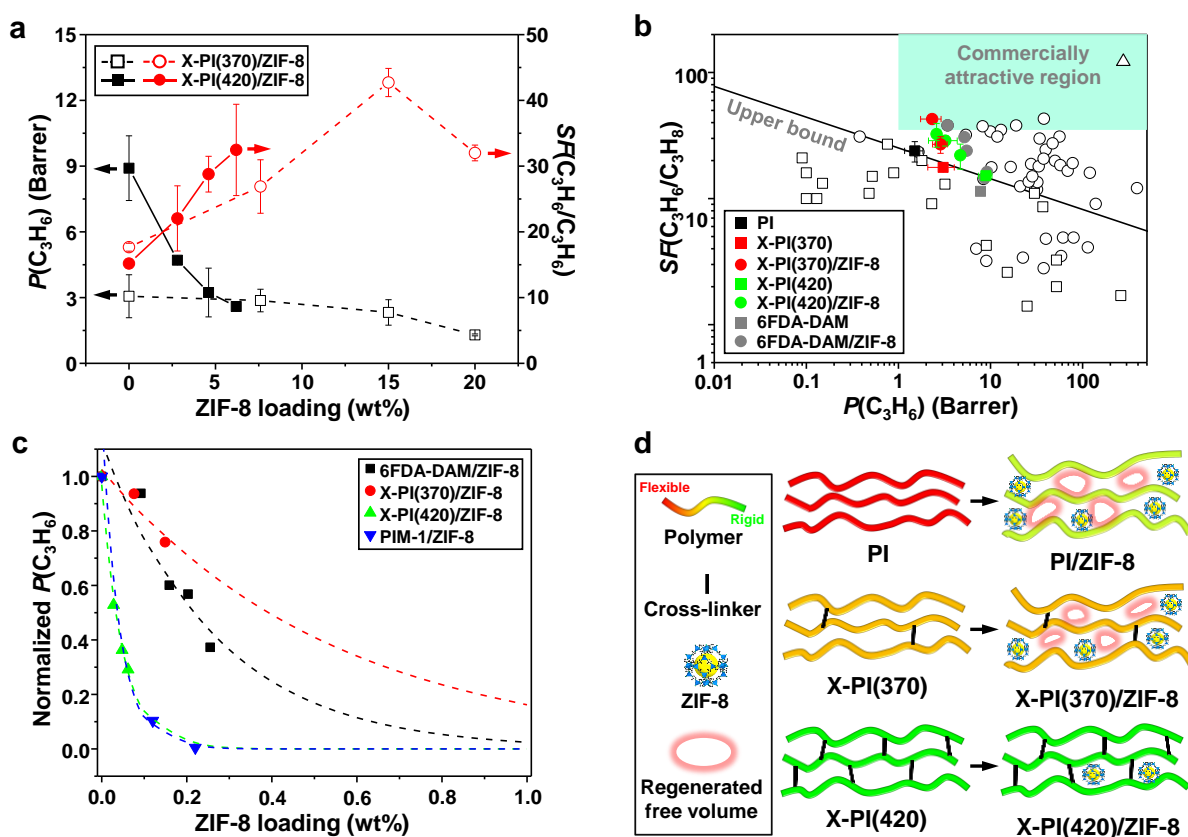 a
15
12
9
6
3
0
P(C₃H₆) (Barrer)
X-PI(370)/ZIF-8
X-PI(420)/ZIF-8
50
40
30
20
10
0
SF(C₃H₆/C₃H₆)
0
5
10
15
20
ZIF-8 loading (wt%)
b
100
10
1
SF(C₃H₆/C₃H₈)
Commercially
attractive region
Upper bound
PI
X-PI(370)
X-PI(370)/ZIF-8
X-PI(420)
X-PI(420)/ZIF-8
6FDA-DAM
6FDA-DAM/ZIF-8
0.01
0.1
1
10
100
P(C₃H₆) (Barrer)
c
1.0
0.8
0.6
0.4
0.2
0.0
Normalized P(C₃H₆)
6FDA-DAM/ZIF-8
X-PI(370)/ZIF-8
X-PI(420)/ZIF-8
PIM-1/ZIF-8
0.0
0.2
0.4
0.6
0.8
1.0
ZIF-8 loading (wt%)
d
Flexible
Rigid
Polymer
Cross-linker
ZIF-8
Regenerated
free volume
PI
PI/ZIF-8
X-PI(370)
X-PI(370)/ZIF-8
X-PI(420)
X-PI(420)/ZIF-8